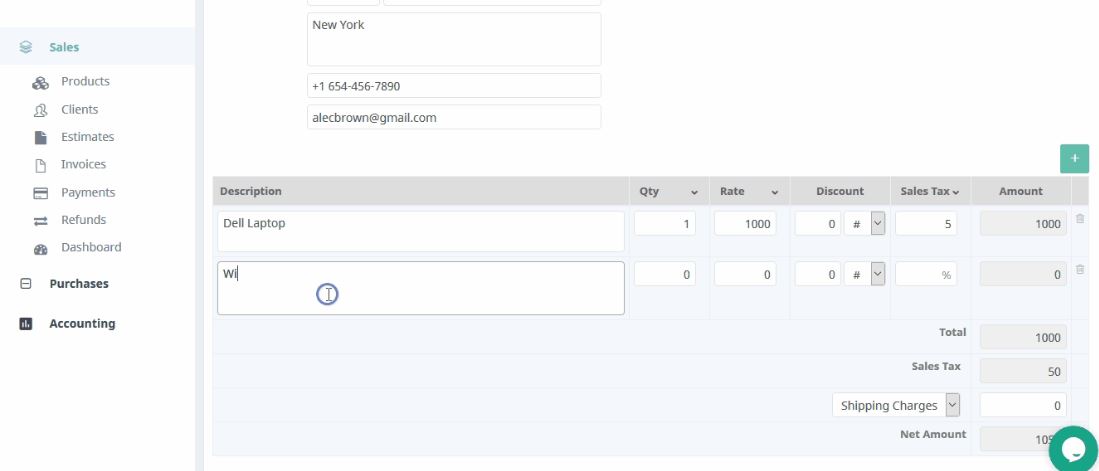 Sales
Products
Clients
Estimates
Invoices
Payments
Refunds
Dashboard
Purchases
Accounting
New York
+1 654-456-7890
alecbrown@gmail.com
+
Description Qty Rate Discount Sales Tax Amount
Dell Laptop 1 1000 0 # 5 1000
Wi 0 0 0 # % 0
Total 1000
Sales Tax 50
Shipping Charges 0
Net Amount